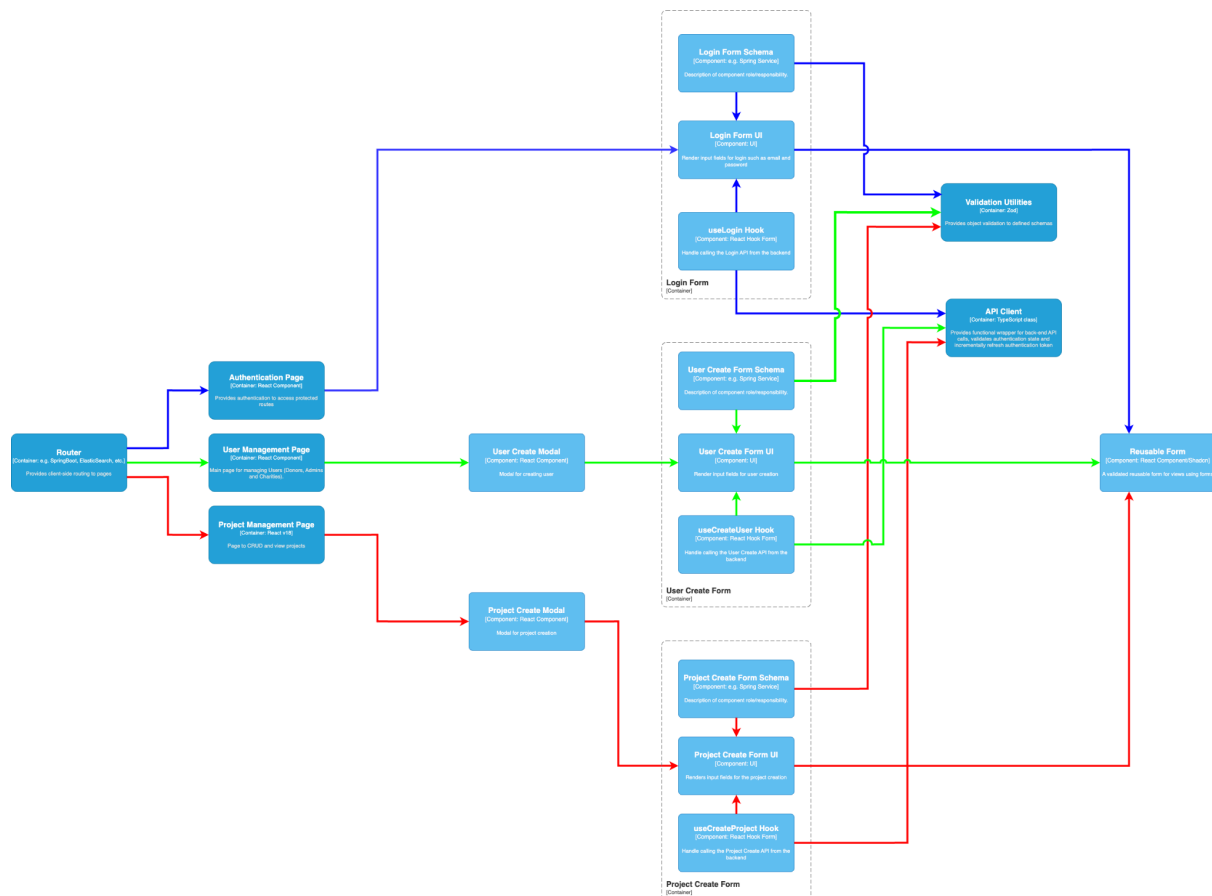 Login Form Schema
[Component: e.g. Spring Service]
Description of component role/responsibility.
Login Form UI
[Component: UI]
Render input fields for login such as email and
password
useLogin Hook
[Component: React Hook Form]
Handle calling the Login API from the backend
Login Form
[Container]
Validation Utilities
[Container: Zod]
Provides object validation to defined schemas
API Client
[Container: TypeScript class]
Provides functional wrapper for back-end API
calls, validates authentication state and
incrementally refresh authentication token
Authentication Page
[Container: React Component]
Provides authentication to access protected
routes
Router
[Container: e.g. SpringBoot, ElasticSearch, etc.]
Provides client-side routing to pages
User Management Page
[Container: React Component]
Main page for managing Users (Donors, Admins
and Charities).
Project Management Page
[Container: React v18]
Page to CRUD and view projects
User Create Modal
[Component: React Component]
Modal for creating user
Project Create Modal
[Component: React Component]
Modal for project creation
User Create Form Schema
[Component: e.g. Spring Service]
Description of component role/responsibility.
User Create Form UI
[Component: UI]
Render input fields for user creation.
useCreateUser Hook
[Component: React Hook Form]
Handle calling the User Create API from the
backend
User Create Form
[Container]
Reusable Form
[Component: React Component/Shadcn]
A validated reusable form for views using forms
Project Create Form Schema
[Component: e.g. Spring Service]
Description of component role/responsibility.
Project Create Form UI
[Component: UI]
Renders input fields for the project creation
useCreateProject Hook
[Component: React Hook Form]
Handle calling the Project Create API from the
backend
Project Create Form
[Container]